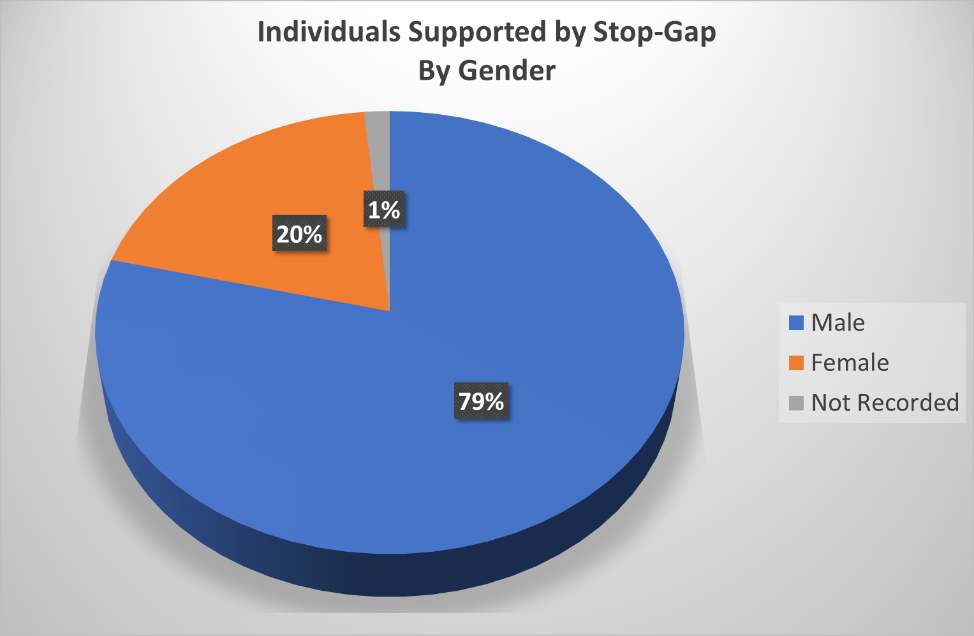 Individuals Supported by Stop-Gap
By Gender
1%
20%
79%
Male
Female
Not Recorded